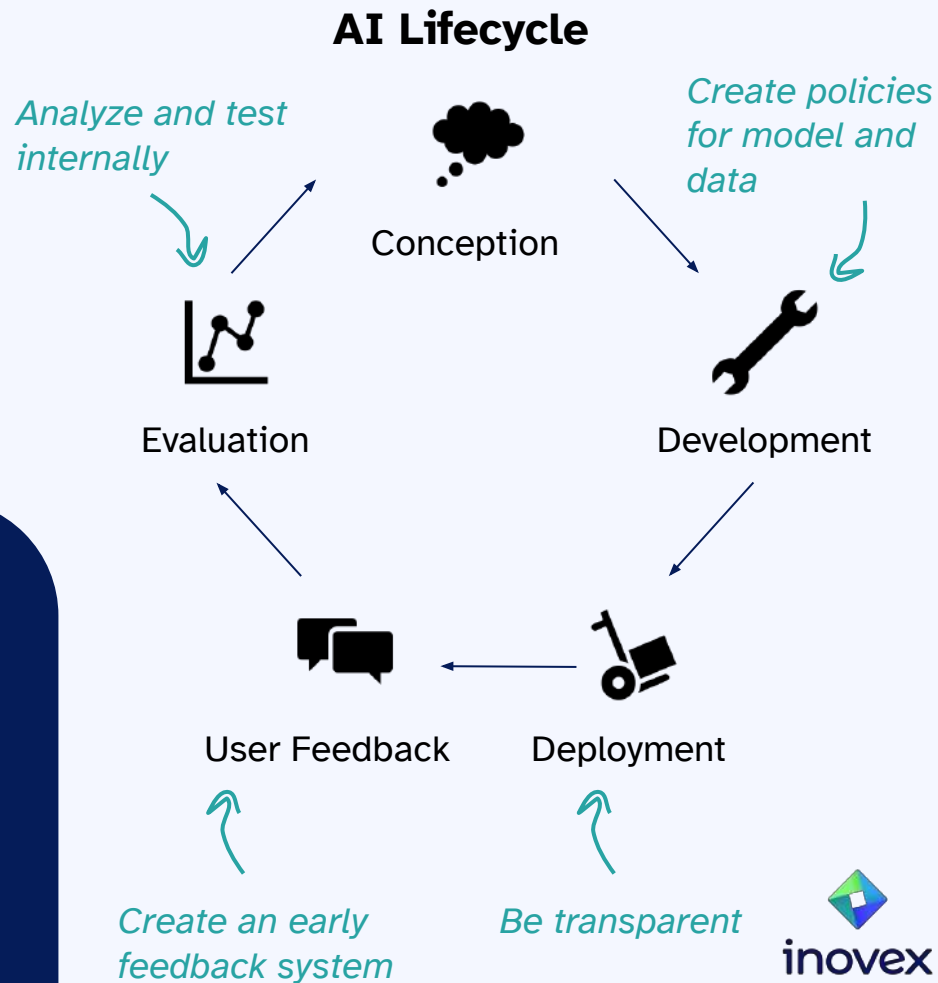 AI Lifecycle
Analyze and test
internally
Create policies
for model and
data
Conception
Evaluation
Development
User Feedback
Deployment
Create an early
feedback system
Be transparent
inovex